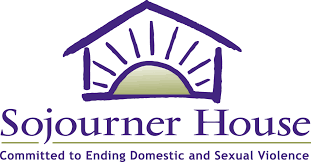 Sojourner House
Committed to Ending Domestic and Sexual Violence